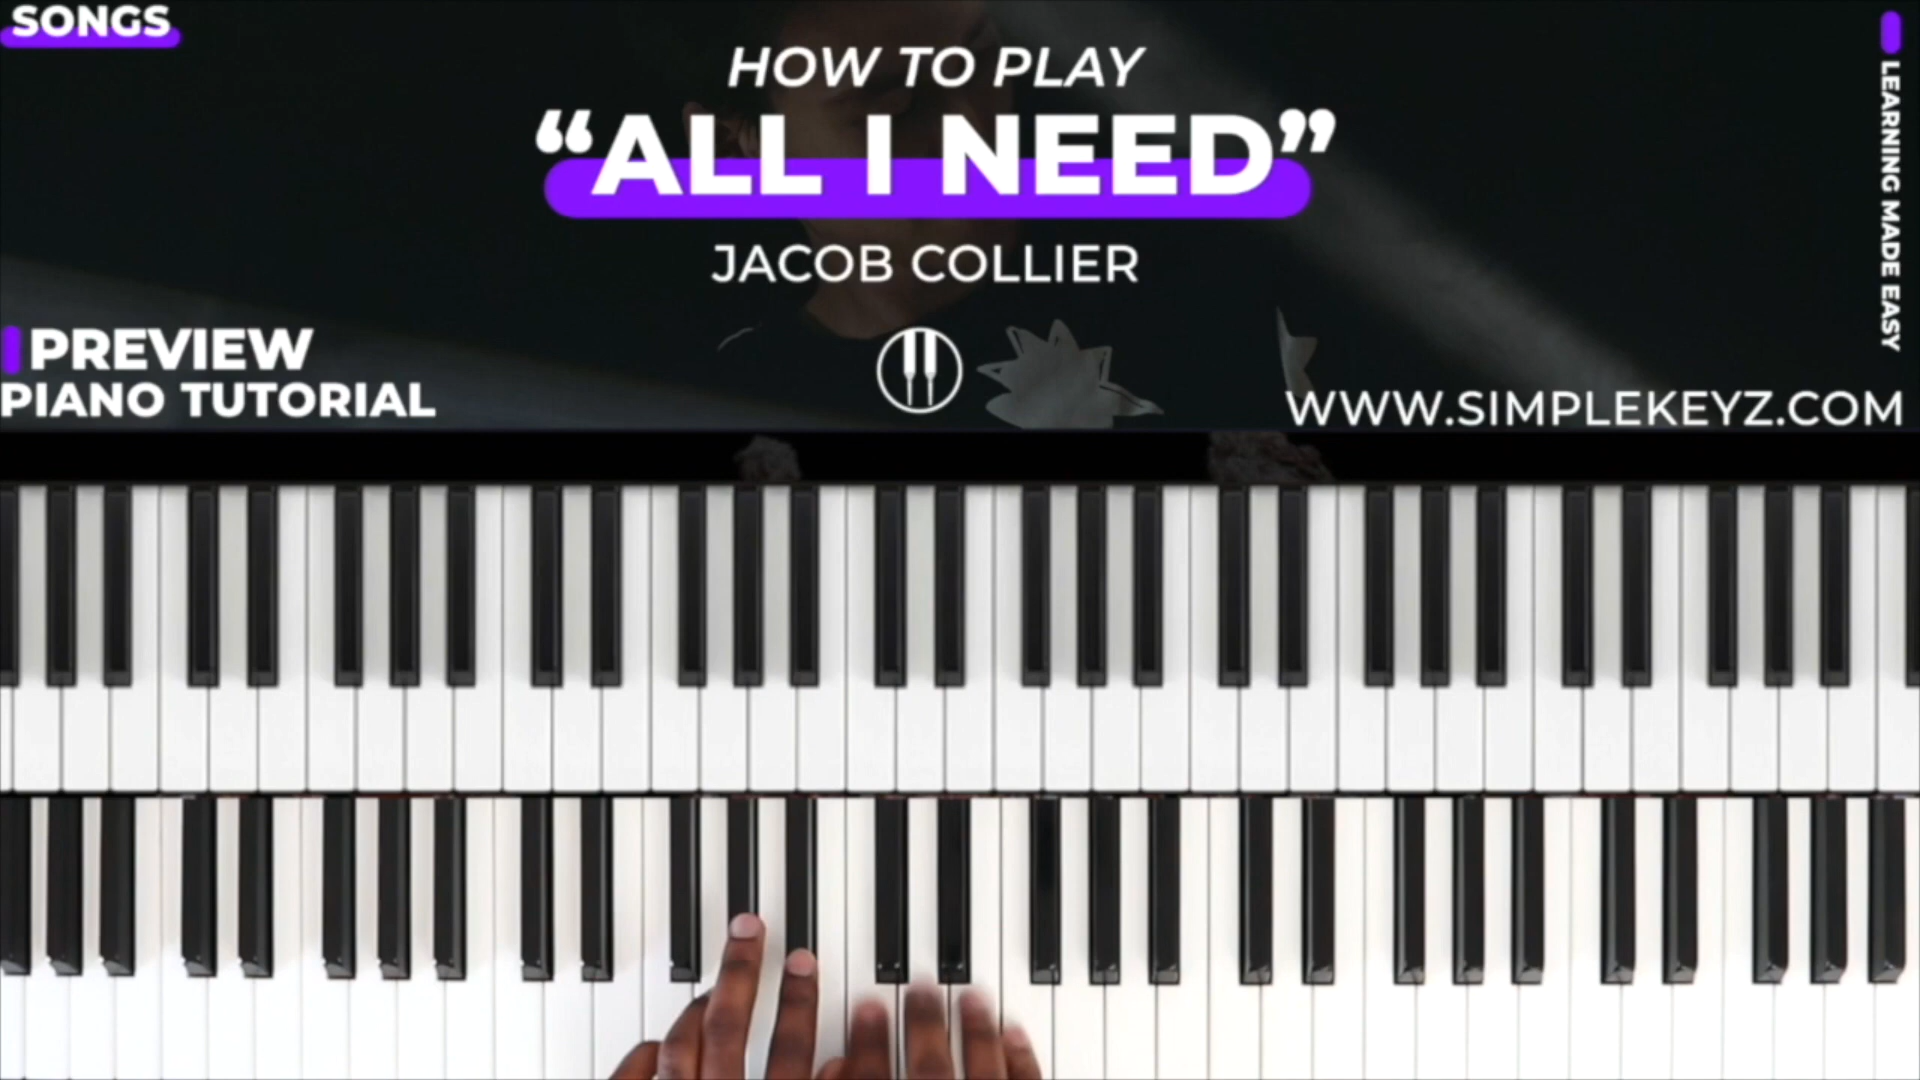 SONGS
HOW TO PLAY
“ALL I NEED”
JACOB COLLIER
PREVIEW
PIANO TUTORIAL
WWW.SIMPLEKEYZ.COM
LEARNING MADE EASY